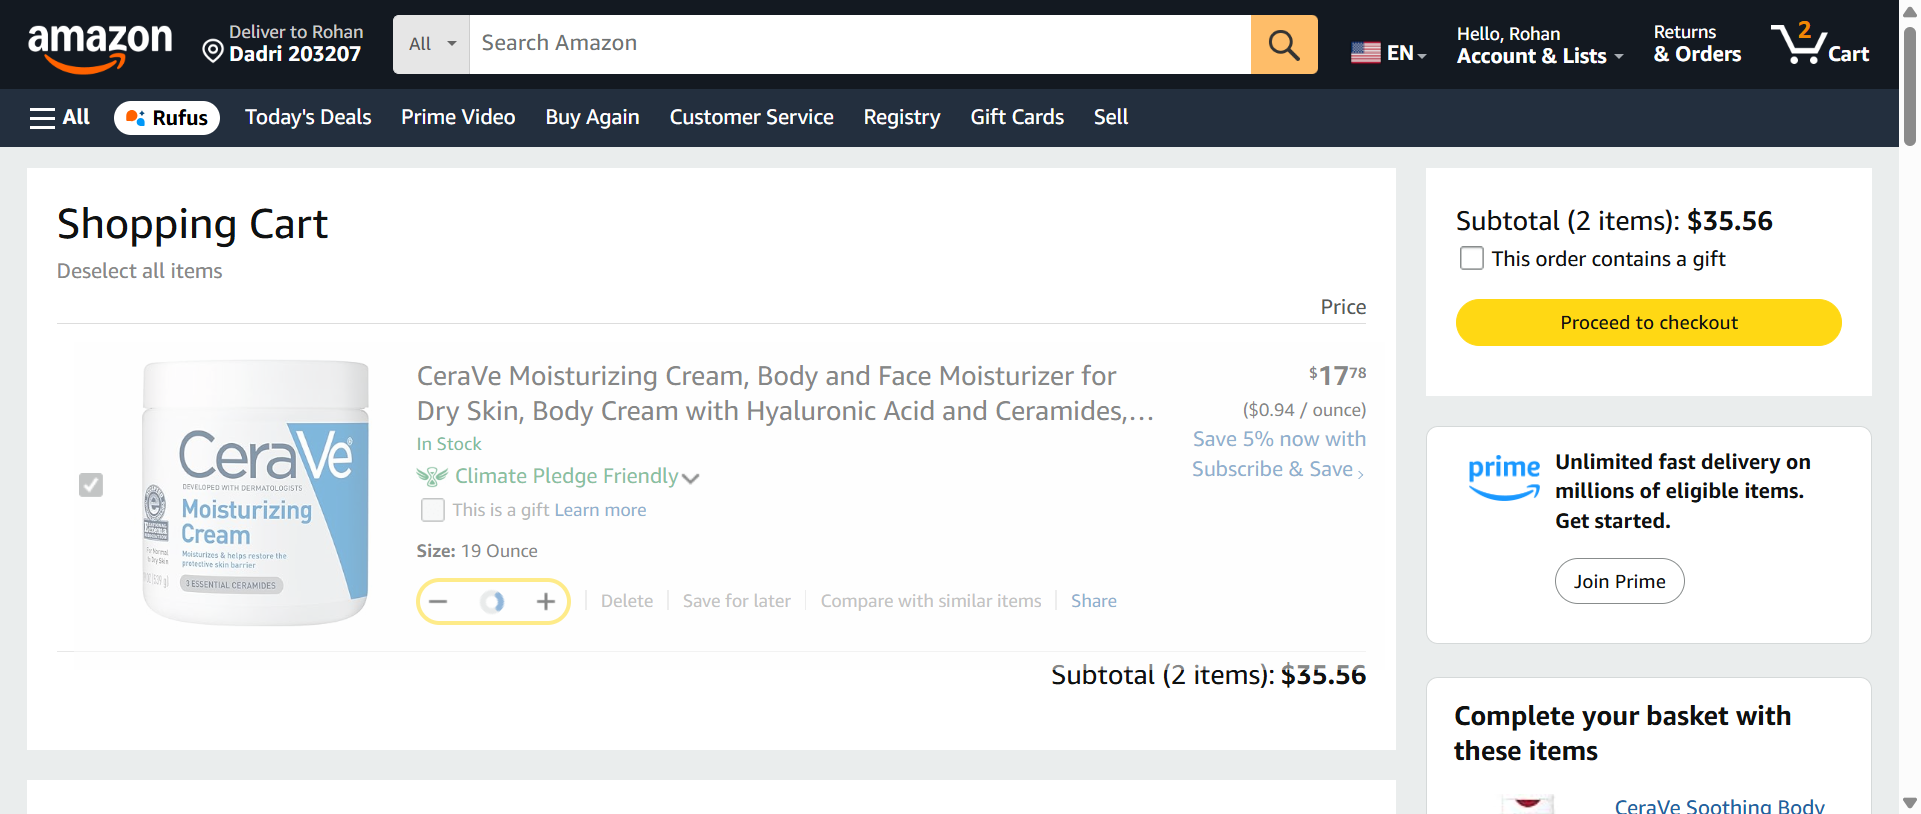 amazon
Deliver to Rohan
Dadri 203207
All
Search Amazon
EN
Hello, Rohan
Account & Lists
Returns
& Orders
2
Cart
All
Rufus
Today's Deals
Prime Video
Buy Again
Customer Service
Registry
Gift Cards
Sell
Shopping Cart
Deselect all items
Price
CeraVe
DEVELOPED WITH DERMATOLOGISTS
Moisturizing
Cream
Moisturizes & helps restore the
protective skin barrier
3 ESSENTIAL CERAMIDES
For Normal
to Dry Skin
CeraVe Moisturizing Cream, Body and Face Moisturizer for
Dry Skin, Body Cream with Hyaluronic Acid and Ceramides,…
In Stock
Climate Pledge Friendly
This is a gift Learn more
Size: 19 Ounce
Delete
Save for later
Compare with similar items
Share
$17 78
($0.94 / ounce)
Save 5% now with
Subscribe & Save
Subtotal (2 items): $35.56
Subtotal (2 items): $35.56
This order contains a gift
Proceed to checkout
prime
Unlimited fast delivery on
millions of eligible items.
Get started.
Join Prime
Complete your basket with
these items
CeraVe Soothing Body